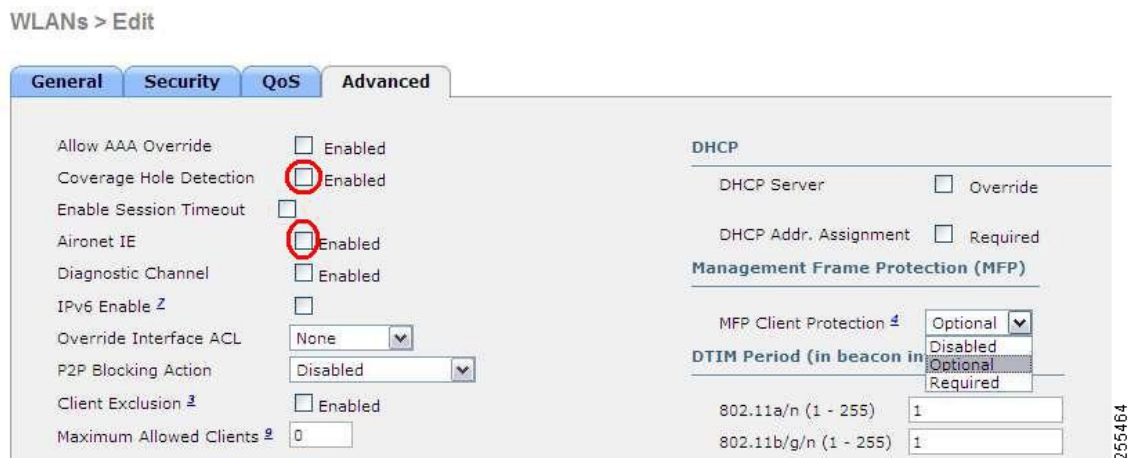 WLANs > Edit
General Security QoS Advanced
Allow AAA Override Enabled
Coverage Hole Detection Enabled
Enable Session Timeout
Aironet IE Enabled
Diagnostic Channel Enabled
IPv6 Enable 7
Override Interface ACL None
P2P Blocking Action Disabled
Client Exclusion 3 Enabled
Maximum Allowed Clients 9 0
DHCP
DHCP Server Override
DHCP Addr. Assignment Required
Management Frame Protection (MFP)
MFP Client Protection 4 Optional
Disabled
Optional
Required
DTIM Period (in beacon in
802.11a/n (1 - 255) 1
802.11b/g/n (1 - 255) 1
255464